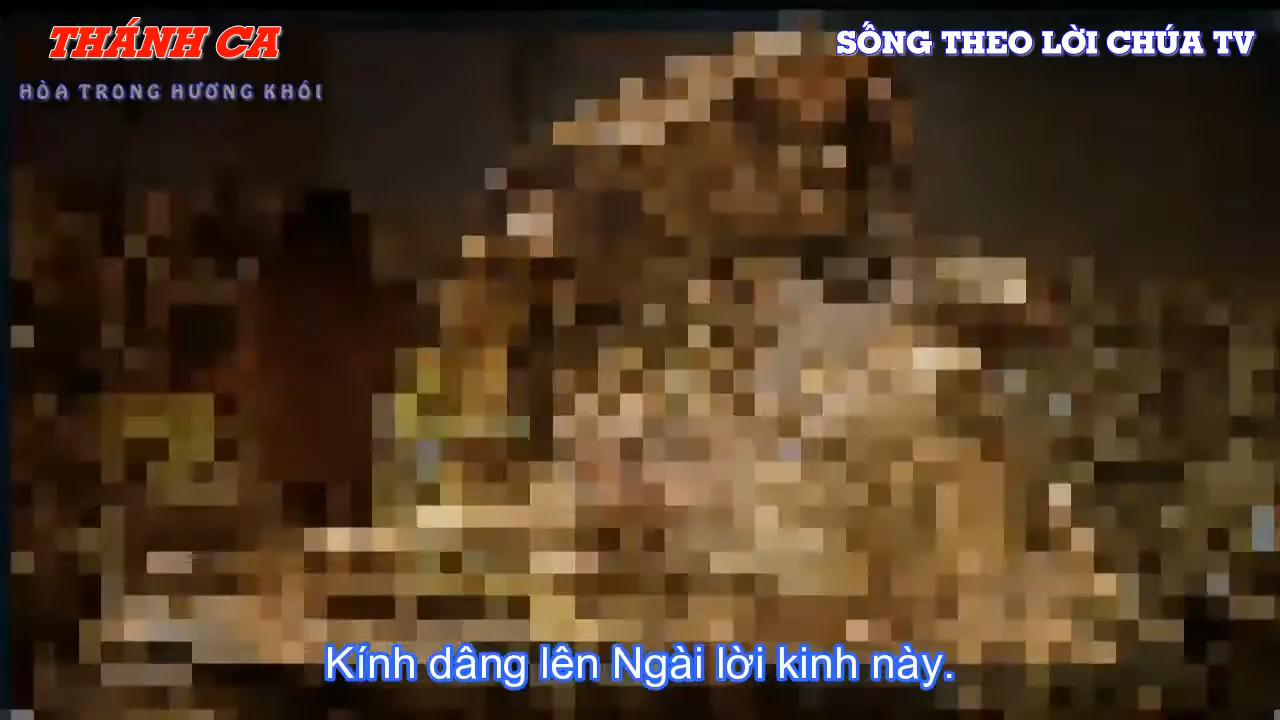 THÁNH CA
SỐNG THEO LỜI CHÚA TV
HÒA TRONG HƯƠNG KHÓI
Kính dâng lên Ngài lời kinh này.